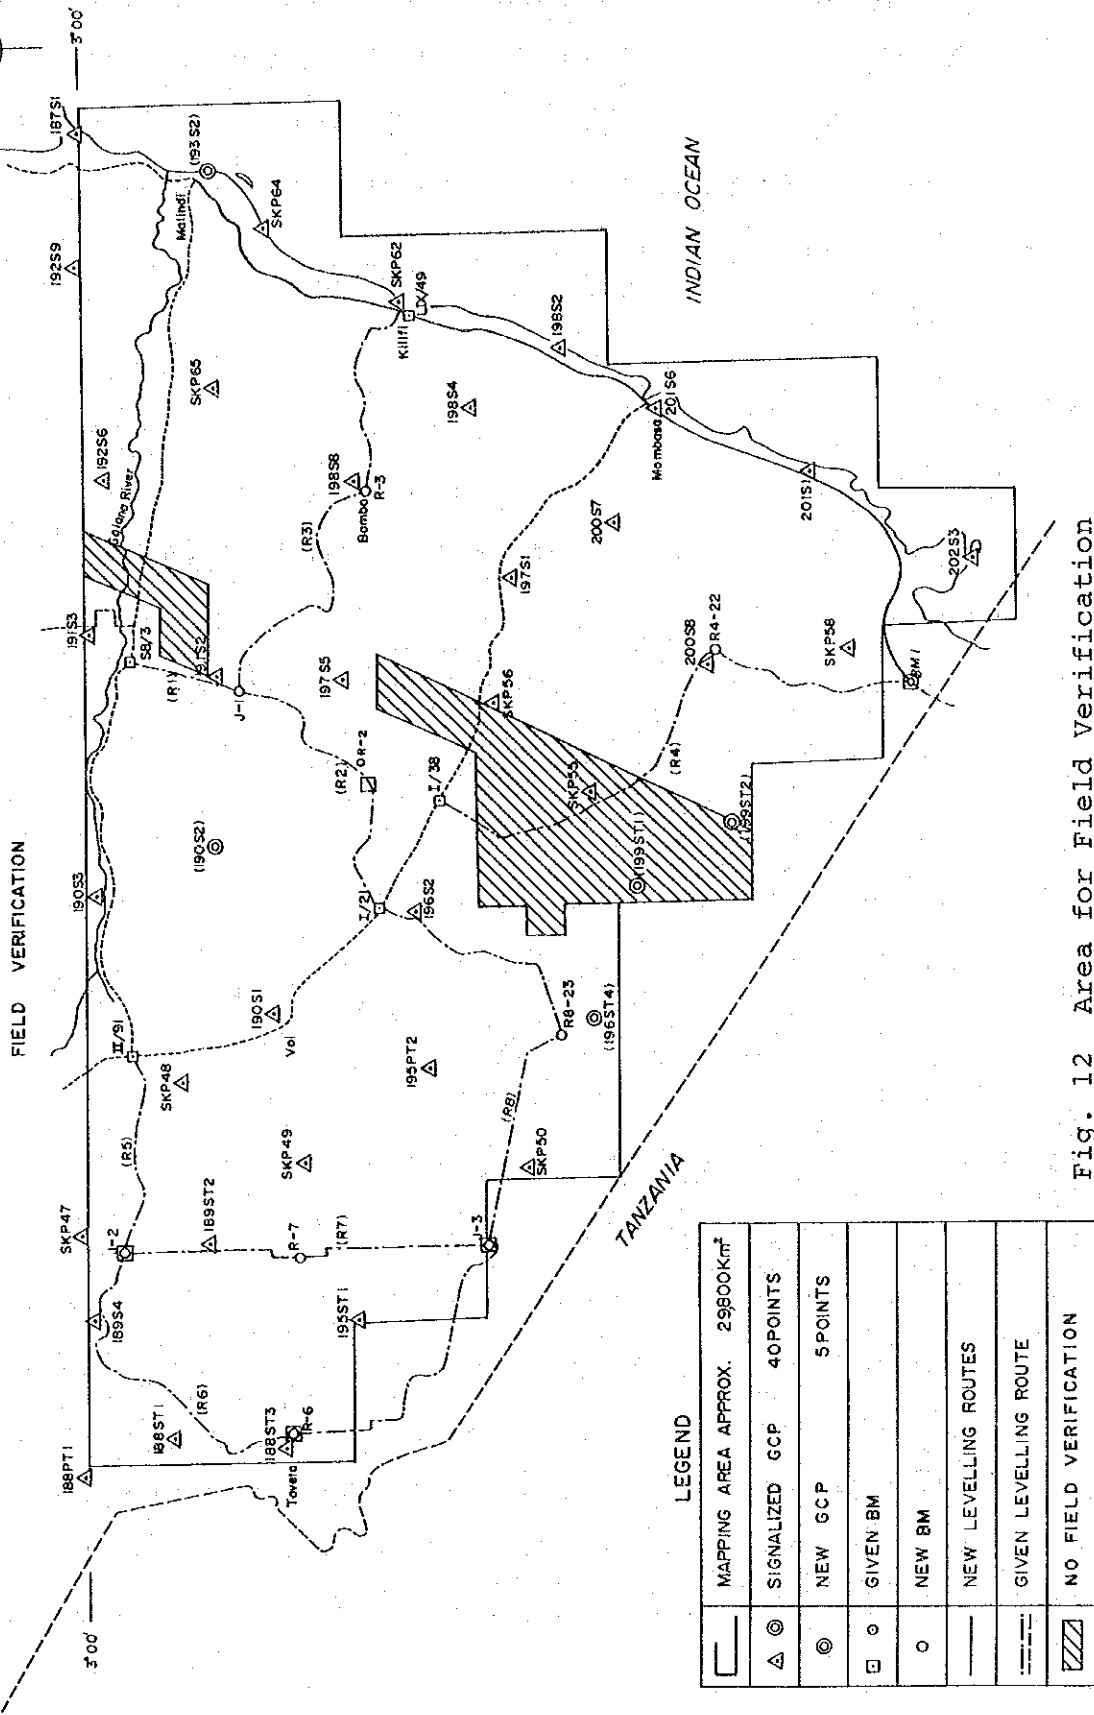 FIELD VERIFICATION
3°00'
3°00'
187S1
192S9
(193S2)
Malindi
SKP64
SKP62
IX/49
Kilifi
198S2
INDIAN OCEAN
SKP65
192S6
Galana River
198S4
198S8
R-3
Bamba
(R3)
201S6
Mombasa
201S1
200S7
197S1
202S3
191S3
S8/3
(R1)
191S2
J-1
197S5
SKP56
200S8
R4-22
SKP58
BM1
(R2)
OR-2
I/38
(R4)
SKP55
(199ST1)
(199ST2)
(190S2)
190S3
I/21
196S2
190S1
Voi
II/91
SKP48
195PT2
R8-23
(196ST4)
(R5)
SKP49
(R8)
SKP50
SKP47
J-2
189ST2
R-7
(R7)
J-3
TANZANIA
189S4
195ST1
(R6)
188ST1
188ST3
R-6
Taveta
188PT1
LEGEND
MAPPING AREA APPROX. 29,800Km²
SIGNALIZED GCP 40POINTS
NEW GCP 5POINTS
GIVEN BM
NEW BM
NEW LEVELLING ROUTES
GIVEN LEVELLING ROUTE
NO FIELD VERIFICATION
Fig. 12 Area for Field Verification